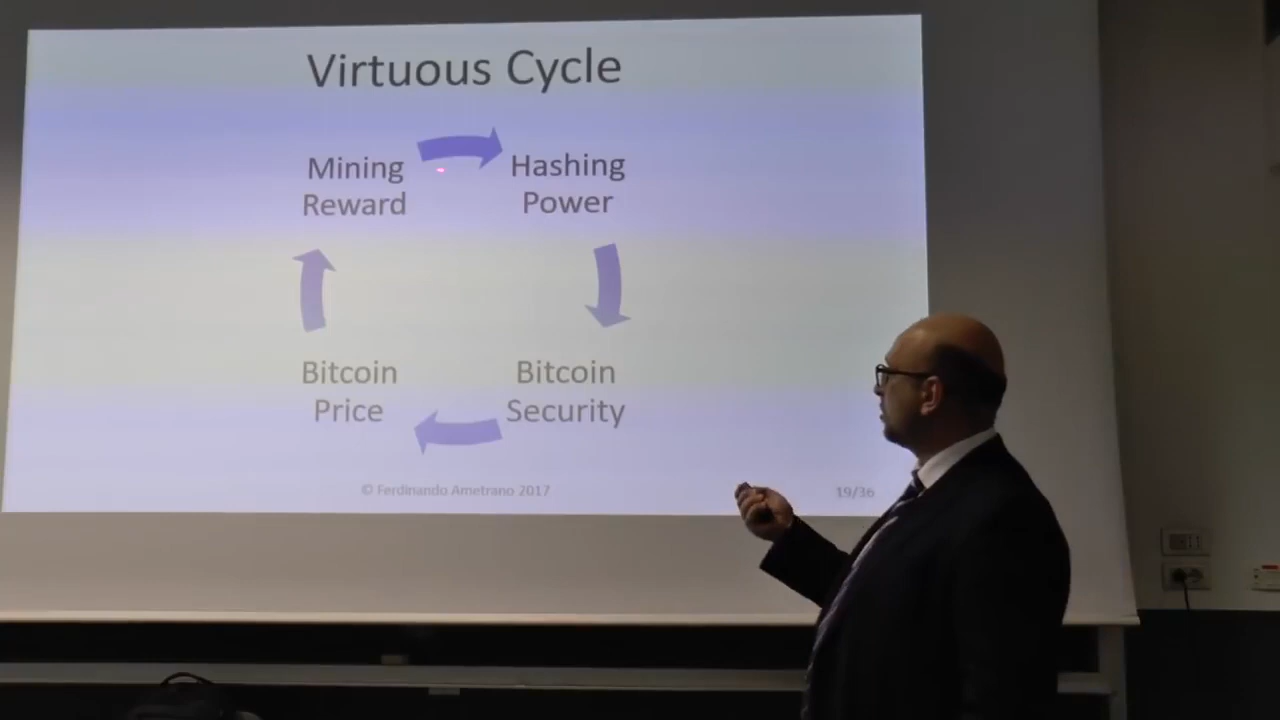 Virtuous Cycle
Mining
Reward
Hashing
Power
Bitcoin
Price
Bitcoin
Security
© Ferdinando Ametrano 2017
19/36